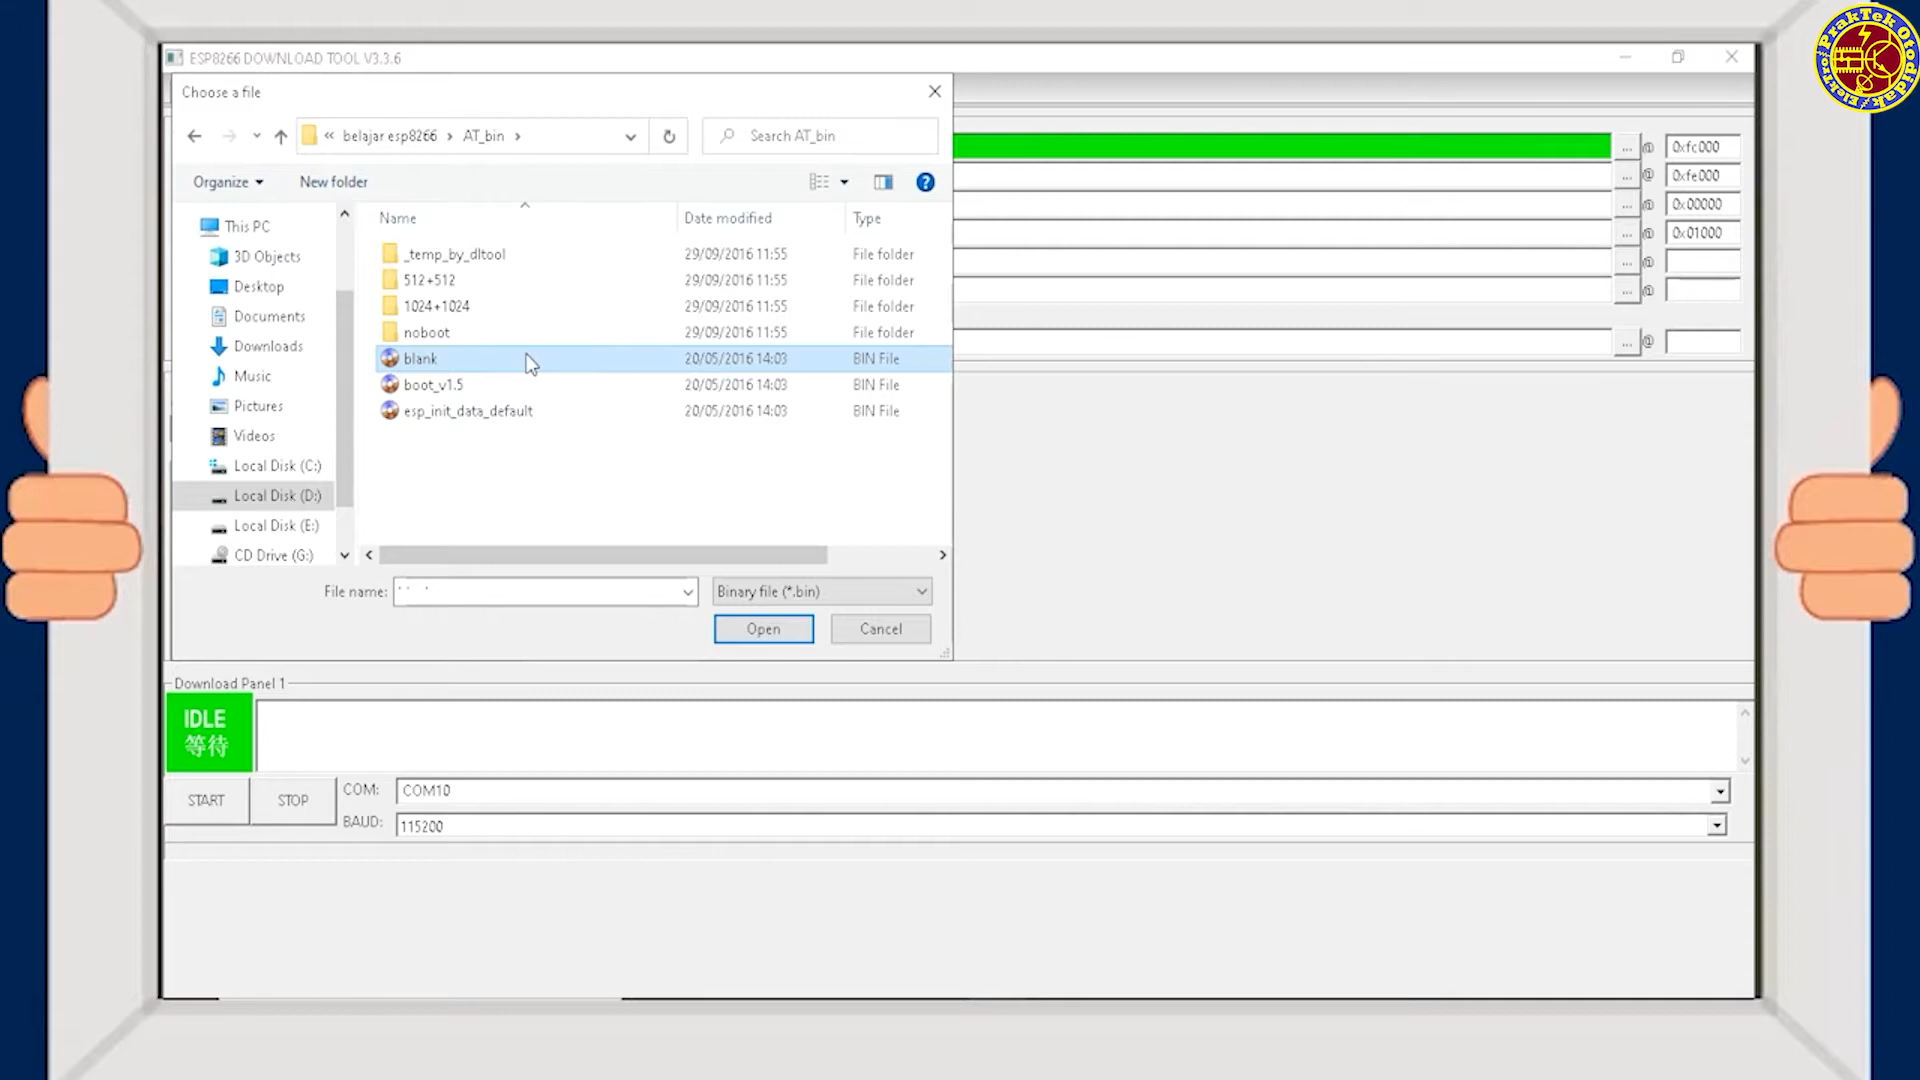 PrakTek Otodidak
Elektro
ESP8266 DOWNLOAD TOOL V3.3.6
Choose a file
« belajar esp8266 › AT_bin ›
Search AT_bin
Organize
New folder
Name Date modified Type
This PC
3D Objects
Desktop
Documents
Downloads
Music
Pictures
Videos
Local Disk (C:)
Local Disk (D:)
Local Disk (E:)
CD Drive (G:)
_temp_by_dltool 29/09/2016 11:55 File folder
512+512 29/09/2016 11:55 File folder
1024+1024 29/09/2016 11:55 File folder
noboot 29/09/2016 11:55 File folder
blank 20/05/2016 14:03 BIN File
boot_v1.5 20/05/2016 14:03 BIN File
esp_init_data_default 20/05/2016 14:03 BIN File
File name:
Binary file (*.bin)
Open
Cancel
... @ 0xfc000
... @ 0xfe000
... @ 0x00000
... @ 0x01000
... @
... @
... @
Download Panel 1
IDLE
等待
START
STOP
COM: COM10
BAUD: 115200